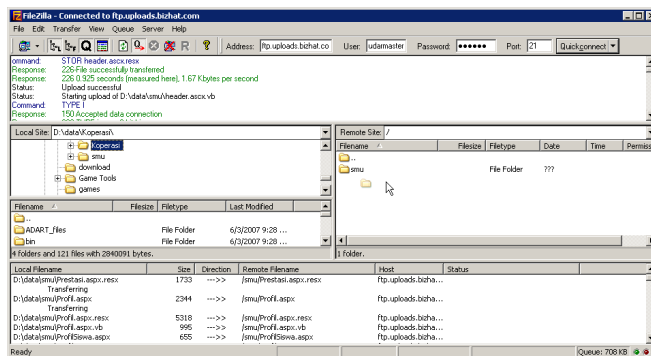 FileZilla - Connected to ftp.uploads.bizhat.com
File Edit Transfer View Queue Server Help
Address: ftp.uploads.bizhat.co User: udarmaster Password: ●●●●●● Port: 21 Quickconnect
ommand: STOR header.ascx.resx
Response: 226-File successfully transferred
Response: 226 0.925 seconds (measured here), 1.67 Kbytes per second
Status: Upload successful
Status: Starting upload of D:\data\smu\header.ascx.vb
Command: TYPE I
Response: 150 Accepted data connection
Local Site: D:\data\Koperasi\
Koperasi
smu
download
Game Tools
games
Filename Filesize Filetype Last Modified
..
ADART_files File Folder 6/3/2007 9:28 ...
bin File Folder 6/3/2007 9:28 ...
4 folders and 121 files with 2840091 bytes.
Remote Site: /
Filename Filesize Filetype Date Time Permiss
..
smu File Folder ???
1 folder.
Local Filename Size Direction Remote Filename Host Status
D:\data\smu\Prestasi.aspx.resx 1733 --->> /smu/Prestasi.aspx.resx ftp.uploads.bizha...
Transferring
D:\data\smu\Profil.aspx 2344 --->> /smu/Profil.aspx ftp.uploads.bizha...
Transferring
D:\data\smu\Profil.aspx.resx 5318 --->> /smu/Profil.aspx.resx ftp.uploads.bizha...
D:\data\smu\Profil.aspx.vb 995 --->> /smu/Profil.aspx.vb ftp.uploads.bizha...
D:\data\smu\ProfilSiswa.aspx 655 --->> /smu/ProfilSiswa.aspx ftp.uploads.bizha...
Ready Queue: 708 KB